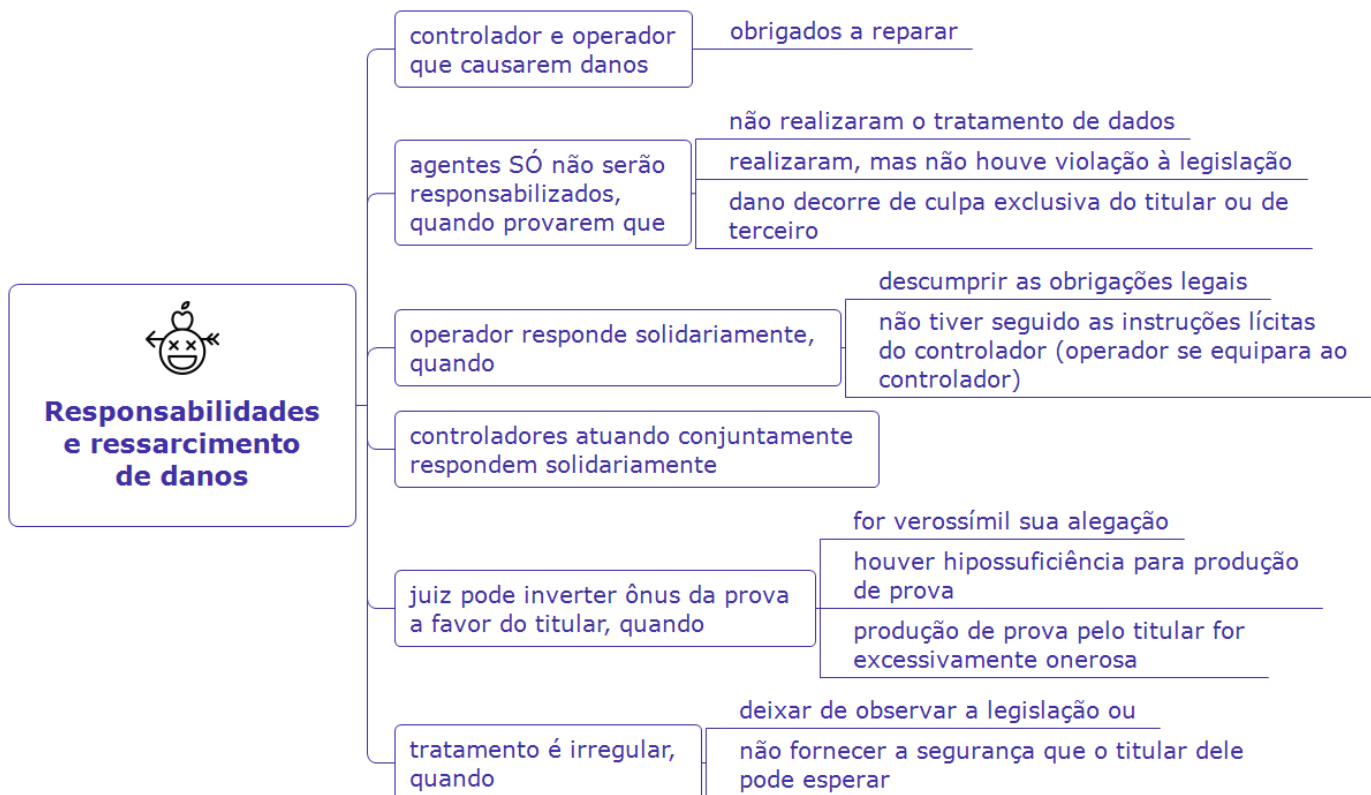 Responsabilidades
e ressarcimento
de danos
controlador e operador
que causarem danos
obrigados a reparar
agentes SÓ não serão
responsabilizados,
quando provarem que
não realizaram o tratamento de dados
realizaram, mas não houve violação à legislação
dano decorre de culpa exclusiva do titular ou de
terceiro
operador responde solidariamente,
quando
descumprir as obrigações legais
não tiver seguido as instruções lícitas
do controlador (operador se equipara ao
controlador)
controladores atuando conjuntamente
respondem solidariamente
juiz pode inverter ônus da prova
a favor do titular, quando
for verossímil sua alegação
houver hipossuficiência para produção
de prova
produção de prova pelo titular for
excessivamente onerosa
tratamento é irregular,
quando
deixar de observar a legislação ou
não fornecer a segurança que o titular dele
pode esperar